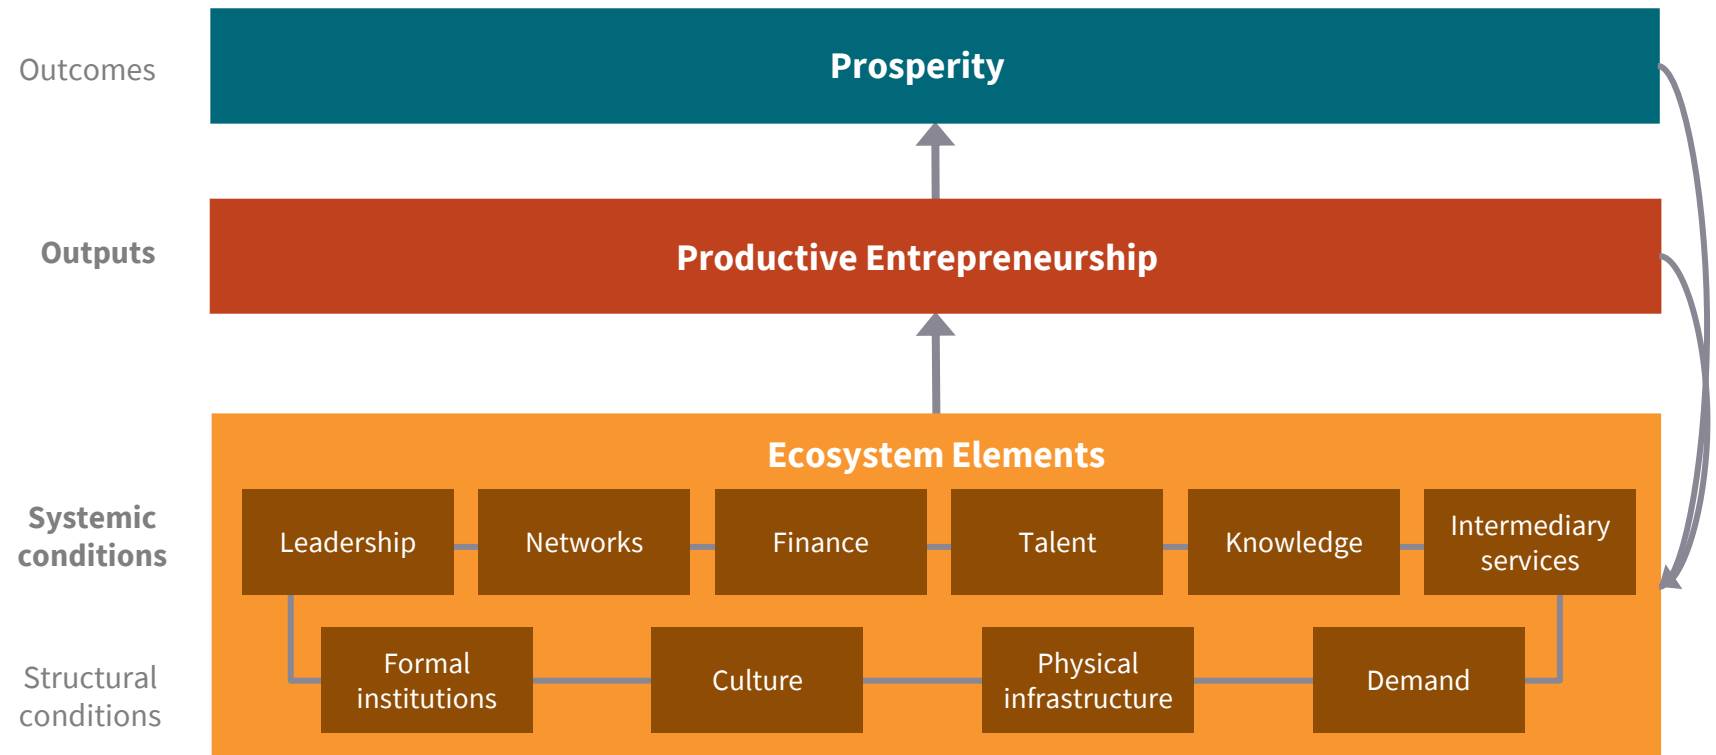 Outcomes
Prosperity
Outputs
Productive Entrepreneurship
Ecosystem Elements
Systemic
conditions
Leadership
Networks
Finance
Talent
Knowledge
Intermediary
services
Structural
conditions
Formal
institutions
Culture
Physical
infrastructure
Demand